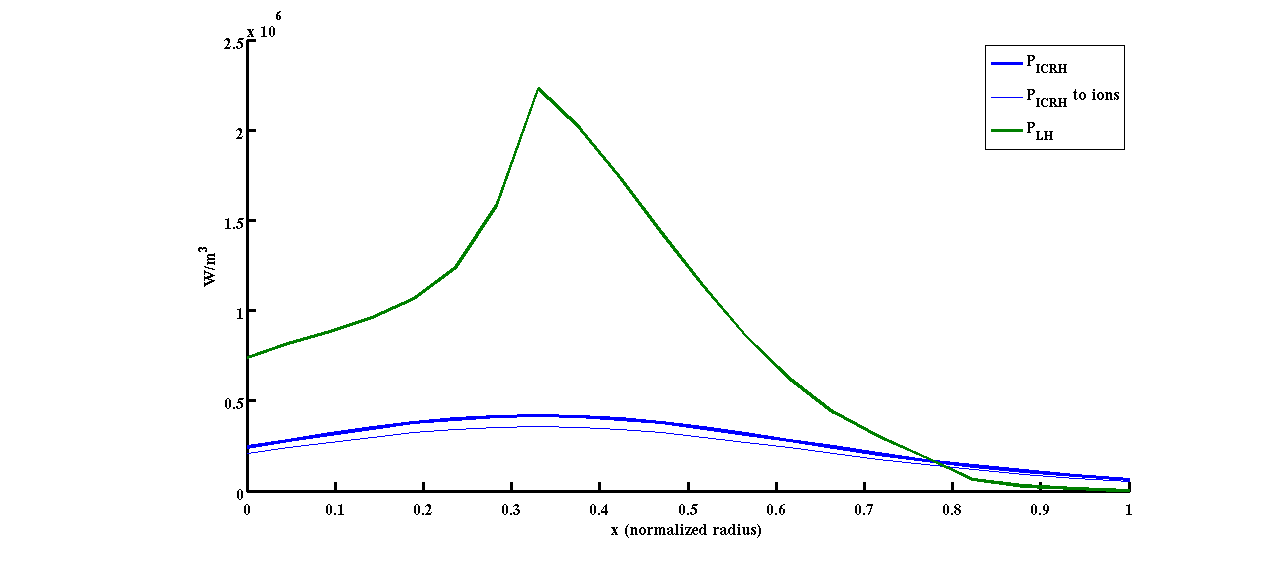 x 10^6
2.5
2
1.5
1
0.5
0
W/m^3
0 0.1 0.2 0.3 0.4 0.5 0.6 0.7 0.8 0.9 1
x (normalized radius)
P_ICRH
P_ICRH to ions
P_LH